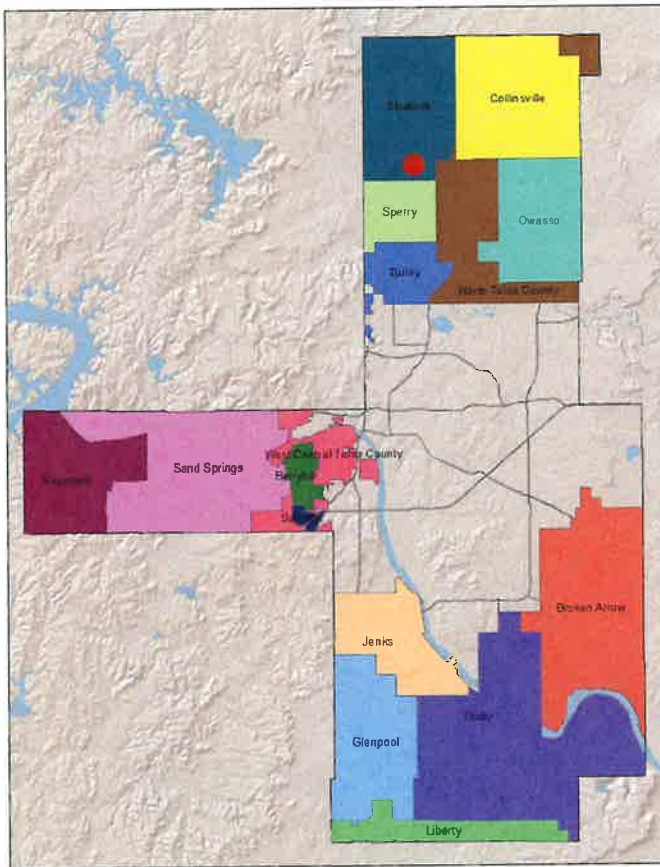 Skiatook
Collinsville
Sperry
Owasso
Turley
North Tulsa County
West Central Tulsa County
Sand Springs
Berryhill
Keystone
Broken Arrow
Jenks
Bixby
Glenpool
Liberty